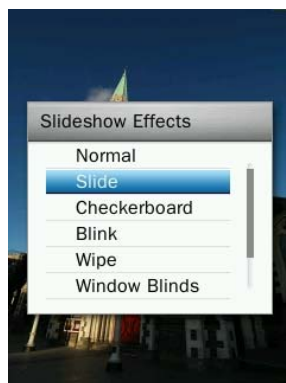 Slideshow Effects
Normal
Slide
Checkerboard
Blink
Wipe
Window Blinds